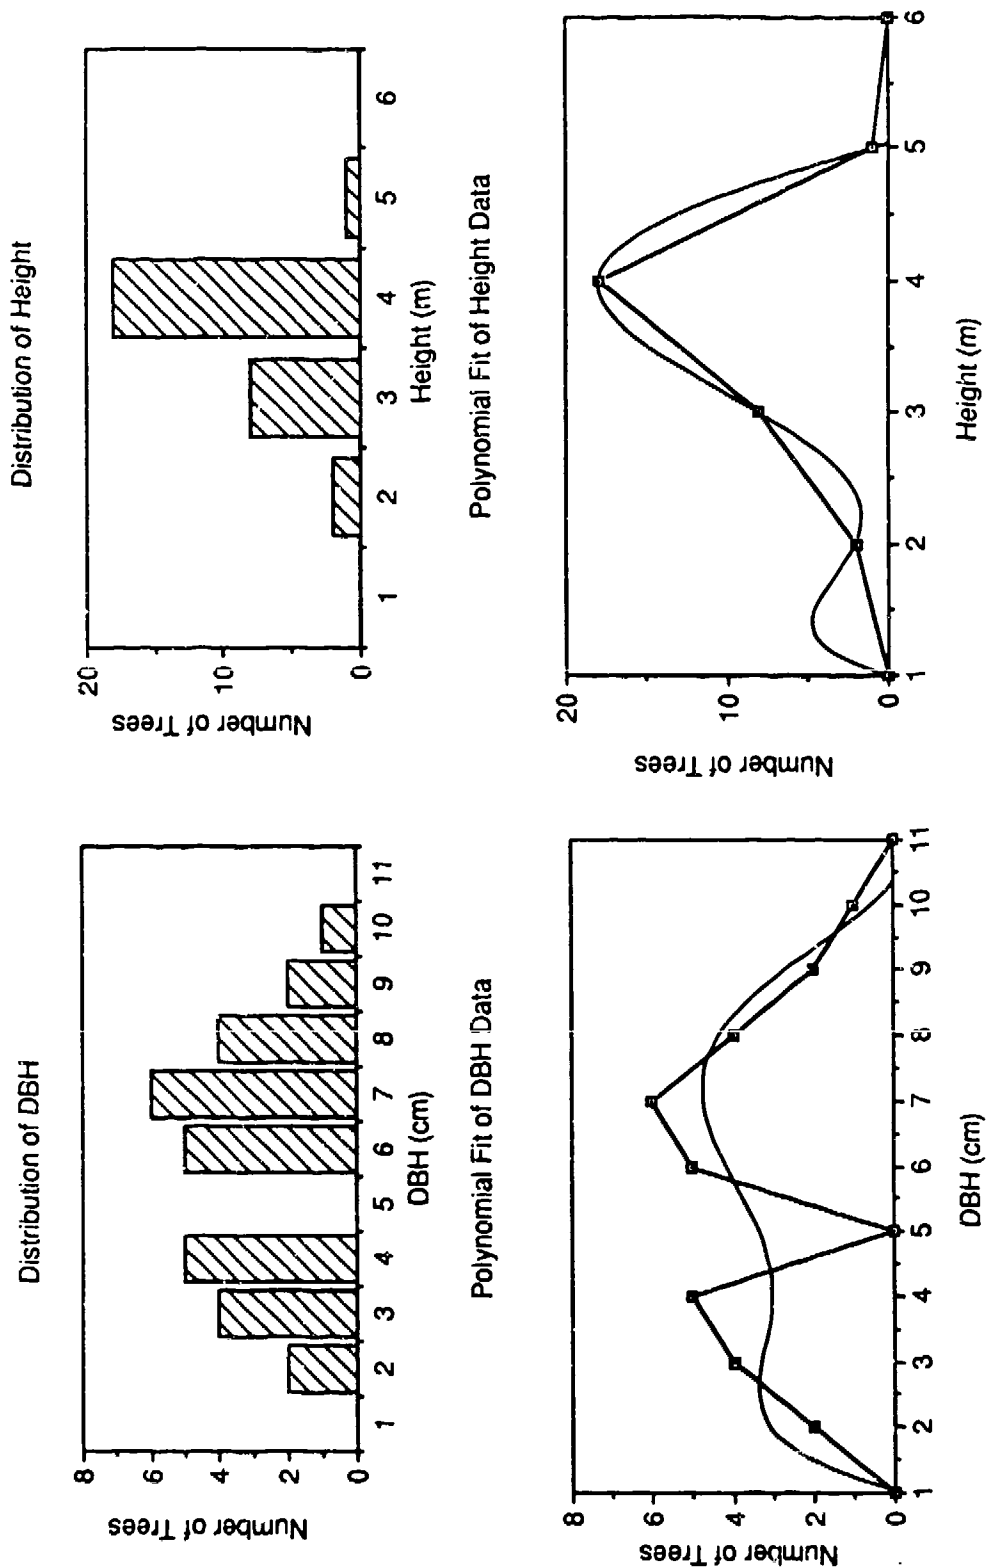 Distribution of DBH
8
6
4
2
0
Number of Trees
1 2 3 4 5 6 7 8 9 10 11
DBH (cm)
Distribution of Height
20
10
0
Number of Trees
1 2 3 4 5 6
Height (m)
Polynomial Fit of DBH Data
8
6
4
2
0
Number of Trees
1 2 3 4 5 6 7 8 9 10 11
DBH (cm)
Polynomial Fit of Height Data
20
10
0
Number of Trees
1 2 3 4 5 6
Height (m)